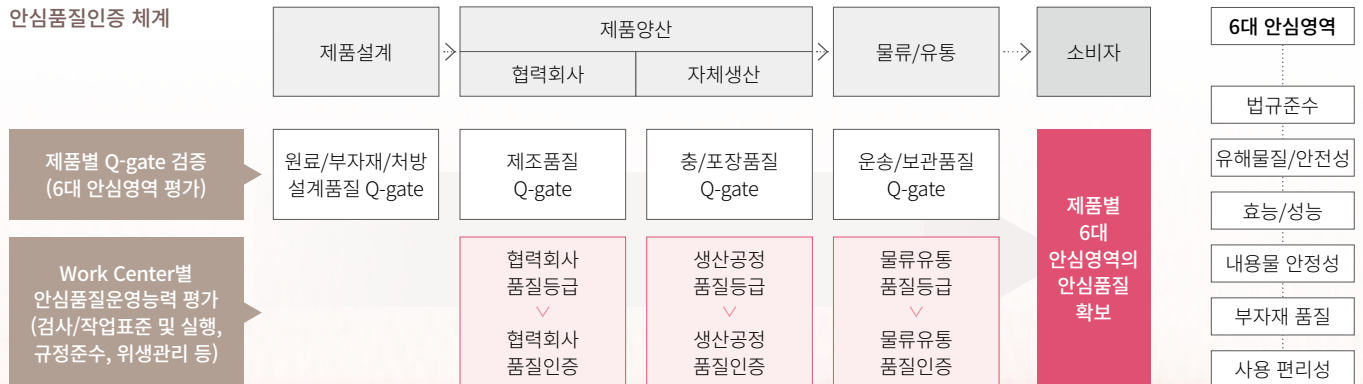 안심품질인증 체계
제품설계
제품양산
협력회사
자체생산
물류/유통
소비자
제품별 Q-gate 검증
(6대 안심영역 평가)
원료/부자재/처방
설계품질 Q-gate
제조품질
Q-gate
충/포장품질
Q-gate
운송/보관품질
Q-gate
Work Center별
안심품질운영능력 평가
(검사/작업표준 및 실행,
규정준수, 위생관리 등)
협력회사
품질등급
협력회사
품질인증
생산공정
품질등급
생산공정
품질인증
물류유통
품질등급
물류유통
품질인증
제품별
6대
안심영역의
안심품질
확보
6대 안심영역
법규준수
유해물질/안전성
효능/성능
내용물 안정성
부자재 품질
사용 편리성